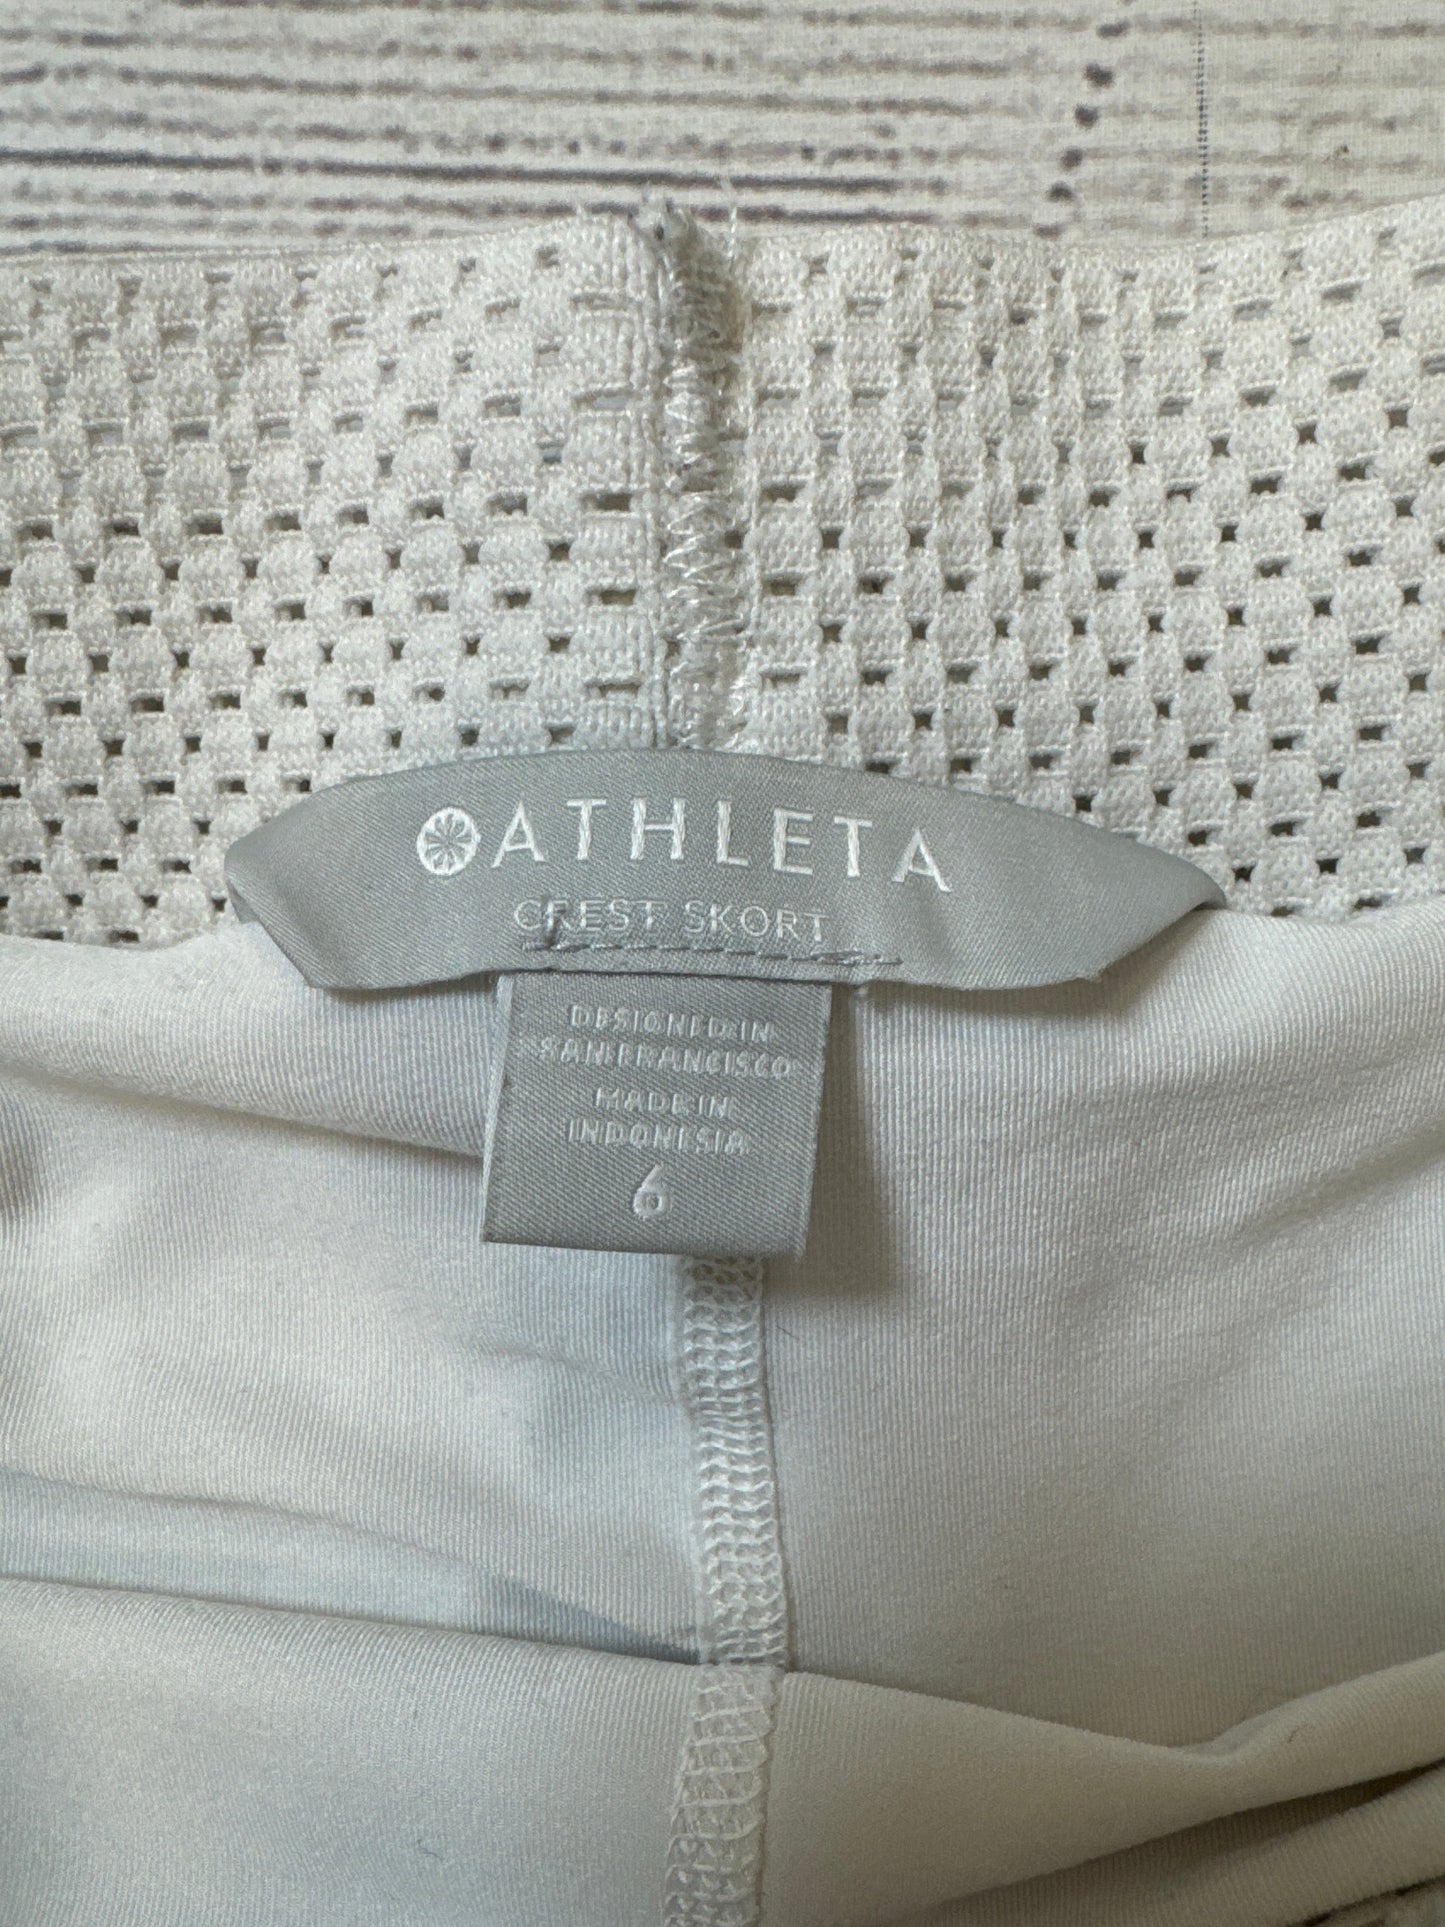 ATHLETA
CREST SKORT
DESIGNED IN
SAN FRANCISCO
MADE IN
INDONESIA
6